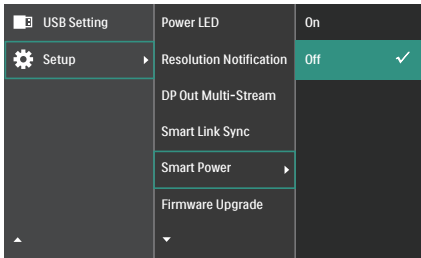 USB Setting
Setup
Power LED
Resolution Notification
DP Out Multi-Stream
Smart Link Sync
Smart Power
Firmware Upgrade
On
Off